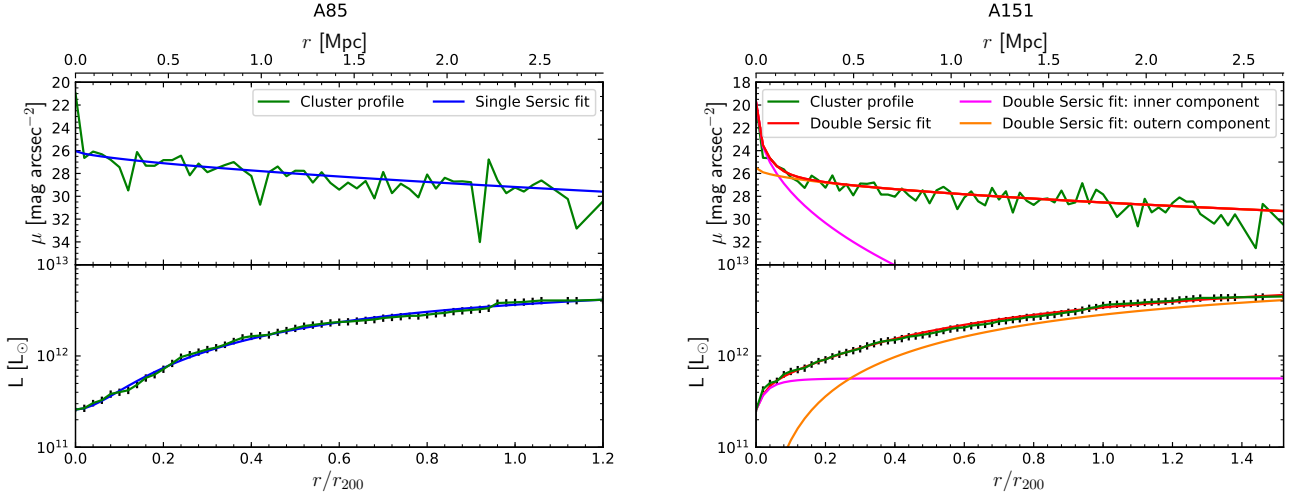 A85
r [Mpc]
0.0 0.5 1.0 1.5 2.0 2.5
20
22
24
26
28
30
32
34
μ [mag arcsec⁻²]
Cluster profile
Single Sersic fit
10¹³
10¹²
10¹¹
L [L⊙]
0.0 0.2 0.4 0.6 0.8 1.0 1.2
r/r₂₀₀
A151
r [Mpc]
0.0 0.5 1.0 1.5 2.0 2.5
18
20
22
24
26
28
30
32
μ [mag arcsec⁻²]
Cluster profile
Double Sersic fit
Double Sersic fit: inner component
Double Sersic fit: outern component
10¹³
10¹²
10¹¹
L [L⊙]
0.0 0.2 0.4 0.6 0.8 1.0 1.2 1.4
r/r₂₀₀